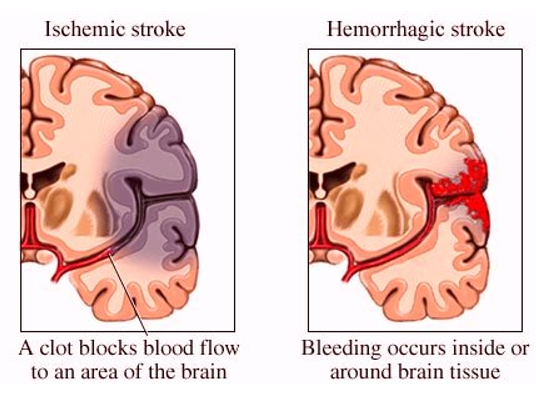 Ischemic stroke
Hemorrhagic stroke
A clot blocks blood flow
to an area of the brain
Bleeding occurs inside or
around brain tissue